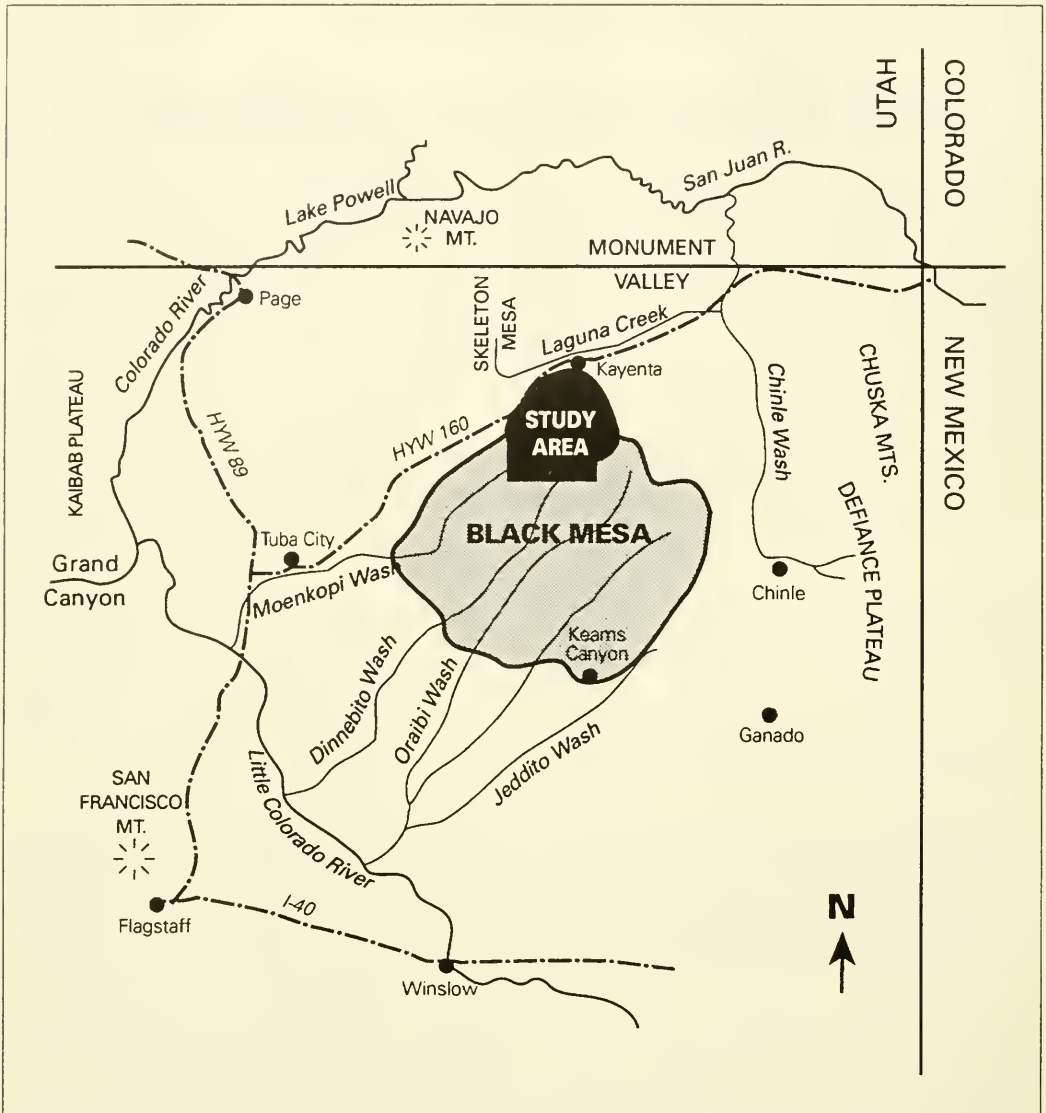 UTAH
COLORADO
Lake Powell
San Juan R.
NAVAJO
MT.
MONUMENT
VALLEY
Colorado River
Page
SKELETON
MESA
Laguna Creek
Kayenta
KAIBAB PLATEAU
HYW 89
HYW 160
STUDY
AREA
Chinle Wash
CHUSKA MTS.
NEW MEXICO
BLACK MESA
DEFIANCE PLATEAU
Tuba City
Grand
Canyon
Moenkopi Wash
Chinle
Keams
Canyon
Dinnebito Wash
Oraibi Wash
Jeddito Wash
Ganado
Little Colorado River
SAN
FRANCISCO
MT.
Flagstaff
I-40
Winslow
N